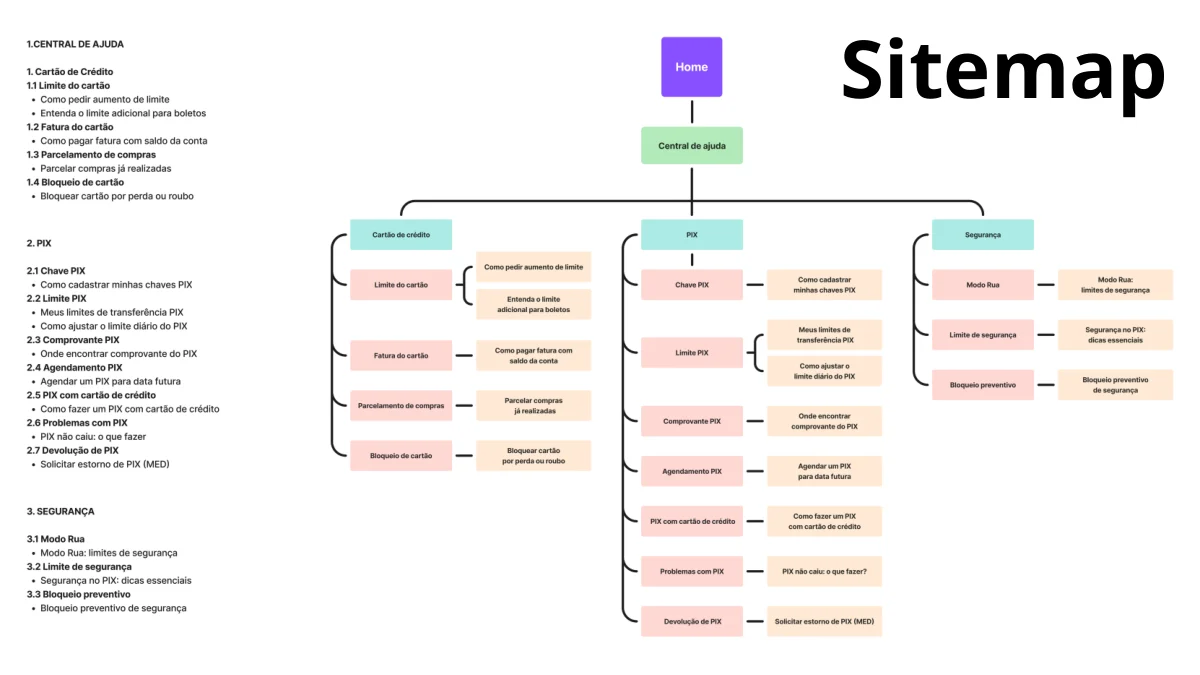 Sitemap
1.CENTRAL DE AJUDA
1. Cartão de Crédito
1.1 Limite do cartão
• Como pedir aumento de limite
• Entenda o limite adicional para boletos
1.2 Fatura do cartão
• Como pagar fatura com saldo da conta
1.3 Parcelamento de compras
• Parcelar compras já realizadas
1.4 Bloqueio de cartão
• Bloquear cartão por perda ou roubo
2. PIX
2.1 Chave PIX
• Como cadastrar minhas chaves PIX
2.2 Limite PIX
• Meus limites de transferência PIX
• Como ajustar o limite diário do PIX
2.3 Comprovante PIX
• Onde encontrar comprovante do PIX
2.4 Agendamento PIX
• Agendar um PIX para data futura
2.5 PIX com cartão de crédito
• Como fazer um PIX com cartão de crédito
2.6 Problemas com PIX
• PIX não caiu: o que fazer
2.7 Devolução de PIX
• Solicitar estorno de PIX (MED)
3. SEGURANÇA
3.1 Modo Rua
• Modo Rua: limites de segurança
3.2 Limite de segurança
• Segurança no PIX: dicas essenciais
3.3 Bloqueio preventivo
• Bloqueio preventivo de segurança
Home
Central de ajuda
Cartão de crédito
Limite do cartão
Como pedir aumento de limite
Entenda o limite
adicional para boletos
Fatura do cartão
Como pagar fatura com
saldo da conta
Parcelamento de compras
Parcelar compras
já realizadas
Bloqueio de cartão
Bloquear cartão
por perda ou roubo
PIX
Chave PIX
Como cadastrar
minhas chaves PIX
Limite PIX
Meus limites de
transferência PIX
Como ajustar o
limite diário do PIX
Comprovante PIX
Onde encontrar
comprovante do PIX
Agendamento PIX
Agendar um PIX
para data futura
PIX com cartão de crédito
Como fazer um PIX
com cartão de crédito
Problemas com PIX
PIX não caiu: o que fazer?
Devolução de PIX
Solicitar estorno de PIX (MED)
Segurança
Modo Rua
Modo Rua:
limites de segurança
Limite de segurança
Segurança no PIX:
dicas essenciais
Bloqueio preventivo
Bloqueio preventivo
de segurança